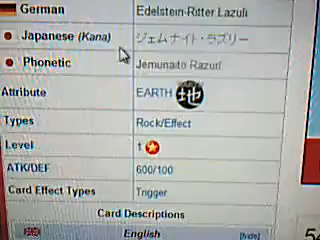 German Edelstein-Ritter Lazuli
Japanese (Kana) ジェムナイト・ラズリー
Phonetic Jemunaito Razurī
Attribute EARTH 地
Types Rock/Effect
Level 1
ATK/DEF 600/100
Card Effect Types Trigger
Card Descriptions
English [hide]